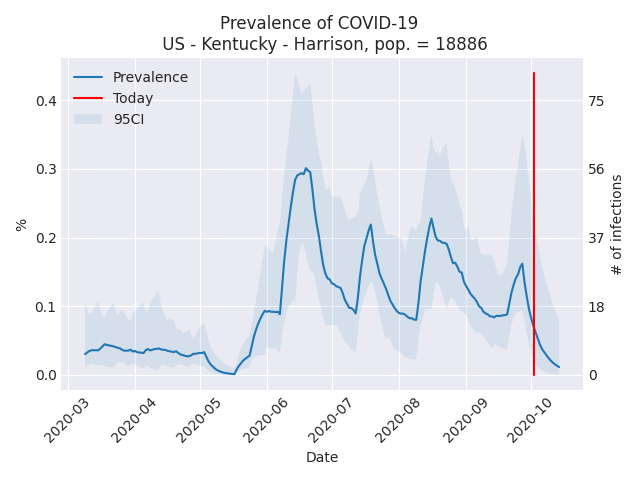 Prevalence of COVID-19
US - Kentucky - Harrison, pop. = 18886
Prevalence
Today
95CI
0.4
0.3
0.2
0.1
0.0
%
75
56
37
18
0
# of infections
2020-03
2020-04
2020-05
2020-06
2020-07
2020-08
2020-09
2020-10
Date